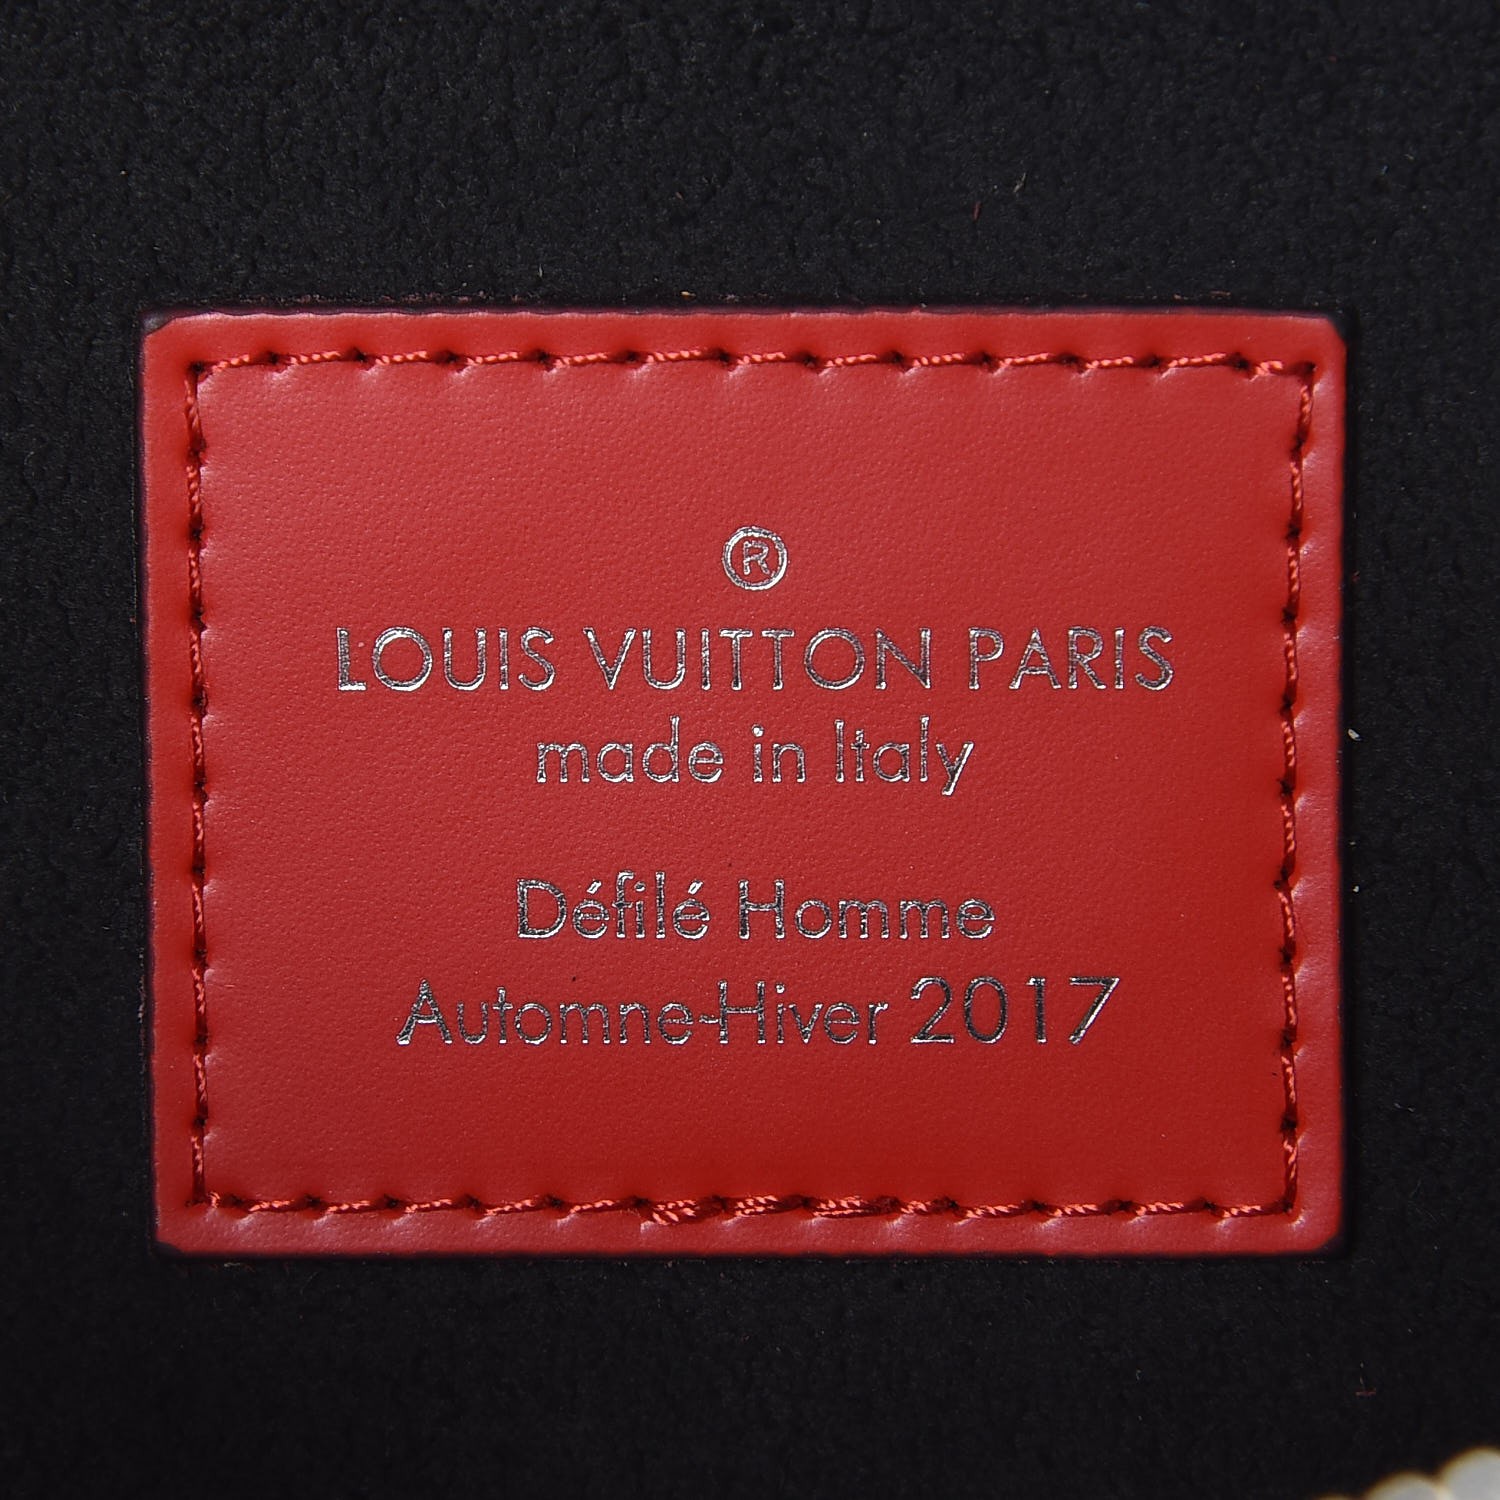 ®
LOUIS VUITTON PARIS
made in Italy
Défilé Homme
Automne-Hiver 2017